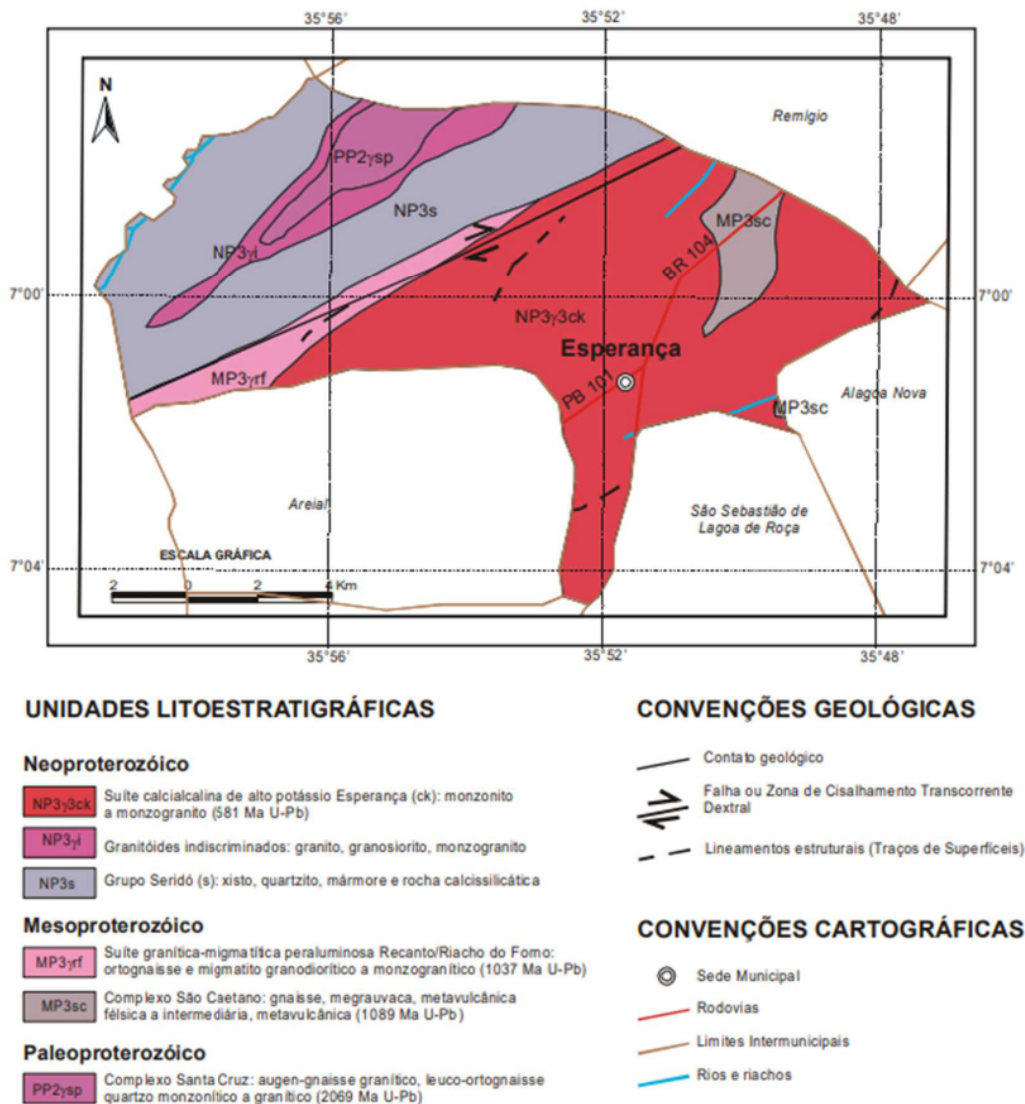 35°56'
35°52'
35°48'
N
Remígio
PP2γsp
NP3s
MP3sc
NP3γi
BR 104
7°00'
7°00'
NP3γ3ck
Esperança
MP3γrf
PB 101
Alagoa Nova
MP3sc
Areial
São Sebastião de
Lagoa de Roça
ESCALA GRÁFICA
7°04'
7°04'
2 0 2 4 Km
35°56'
35°52'
35°48'
UNIDADES LITOESTRATIGRÁFICAS
Neoproterozóico
NP3γ3ck Suíte calcialcalina de alto potássio Esperança (ck): monzonito
a monzogranito (581 Ma U-Pb)
NP3γi Granitóides indiscriminados: granito, granosiorito, monzogranito
NP3s Grupo Seridó (s): xisto, quartzito, mármore e rocha calcissilicática
Mesoproterozóico
MP3γrf Suíte granítica-migmatítica peraluminosa Recanto/Riacho do Forno:
ortognaisse e migmatito granodiorítico a monzogranítico (1037 Ma U-Pb)
MP3sc Complexo São Caetano: gnaisse, megrauvaca, metavulcânica
félsica a intermediária, metavulcânica (1089 Ma U-Pb)
Paleoproterozóico
PP2γsp Complexo Santa Cruz: augen-gnaisse granítico, leuco-ortognaisse
quartzo monzonítico a granítico (2069 Ma U-Pb)
CONVENÇÕES GEOLÓGICAS
Contato geológico
Falha ou Zona de Cisalhamento Transcorrente
Dextral
Lineamentos estruturais (Traços de Superfíceis)
CONVENÇÕES CARTOGRÁFICAS
Sede Municipal
Rodovias
Limites Intermunicipais
Rios e riachos